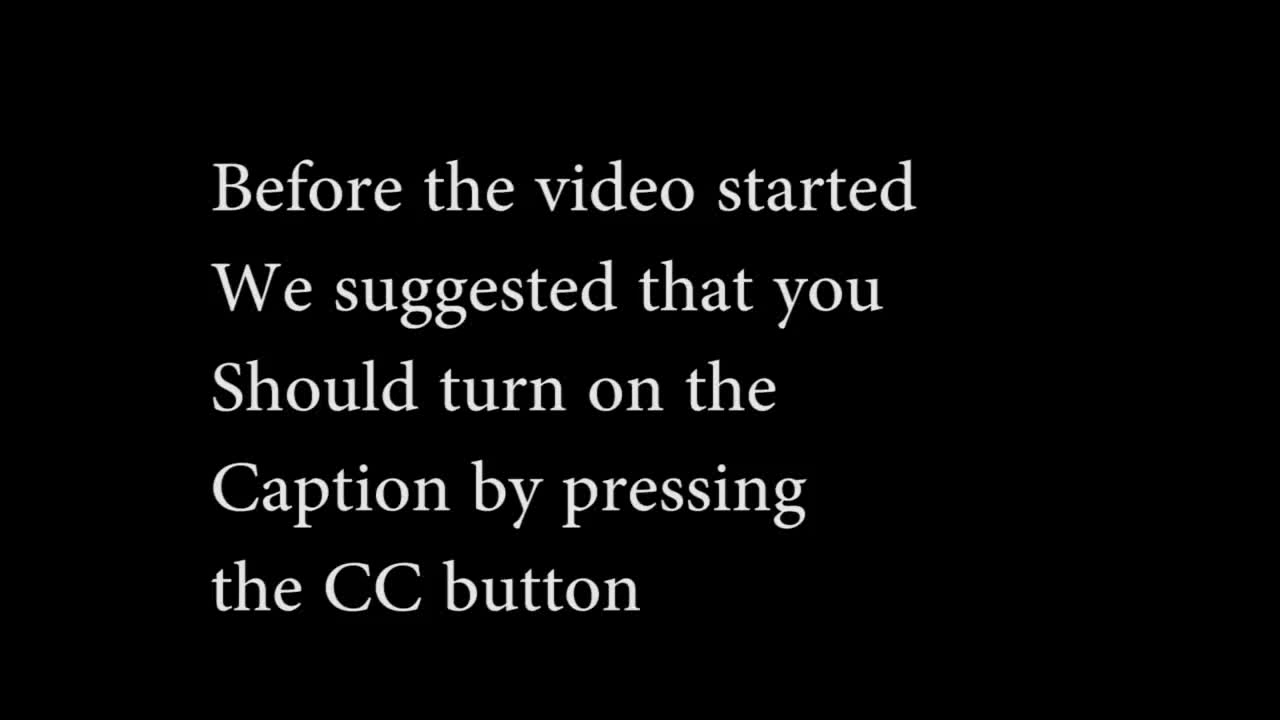 Before the video started
We suggested that you
Should turn on the
Caption by pressing
the CC button